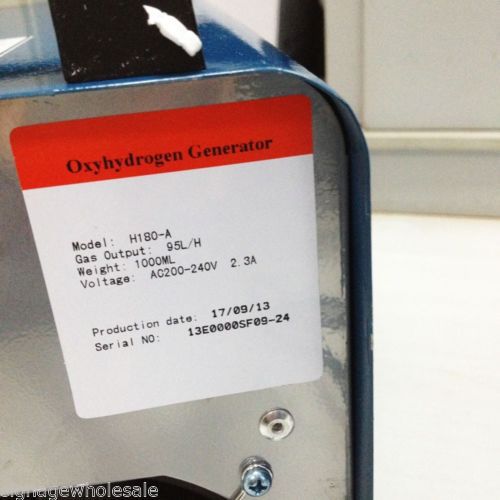 Oxyhydrogen Generator
Model: H180-A
Gas Output: 95L/H
Weight: 1000ML
Voltage: AC200-240V 2.3A
Production date: 17/09/13
Serial NO: 13E0000SF09-24
signagewholesale